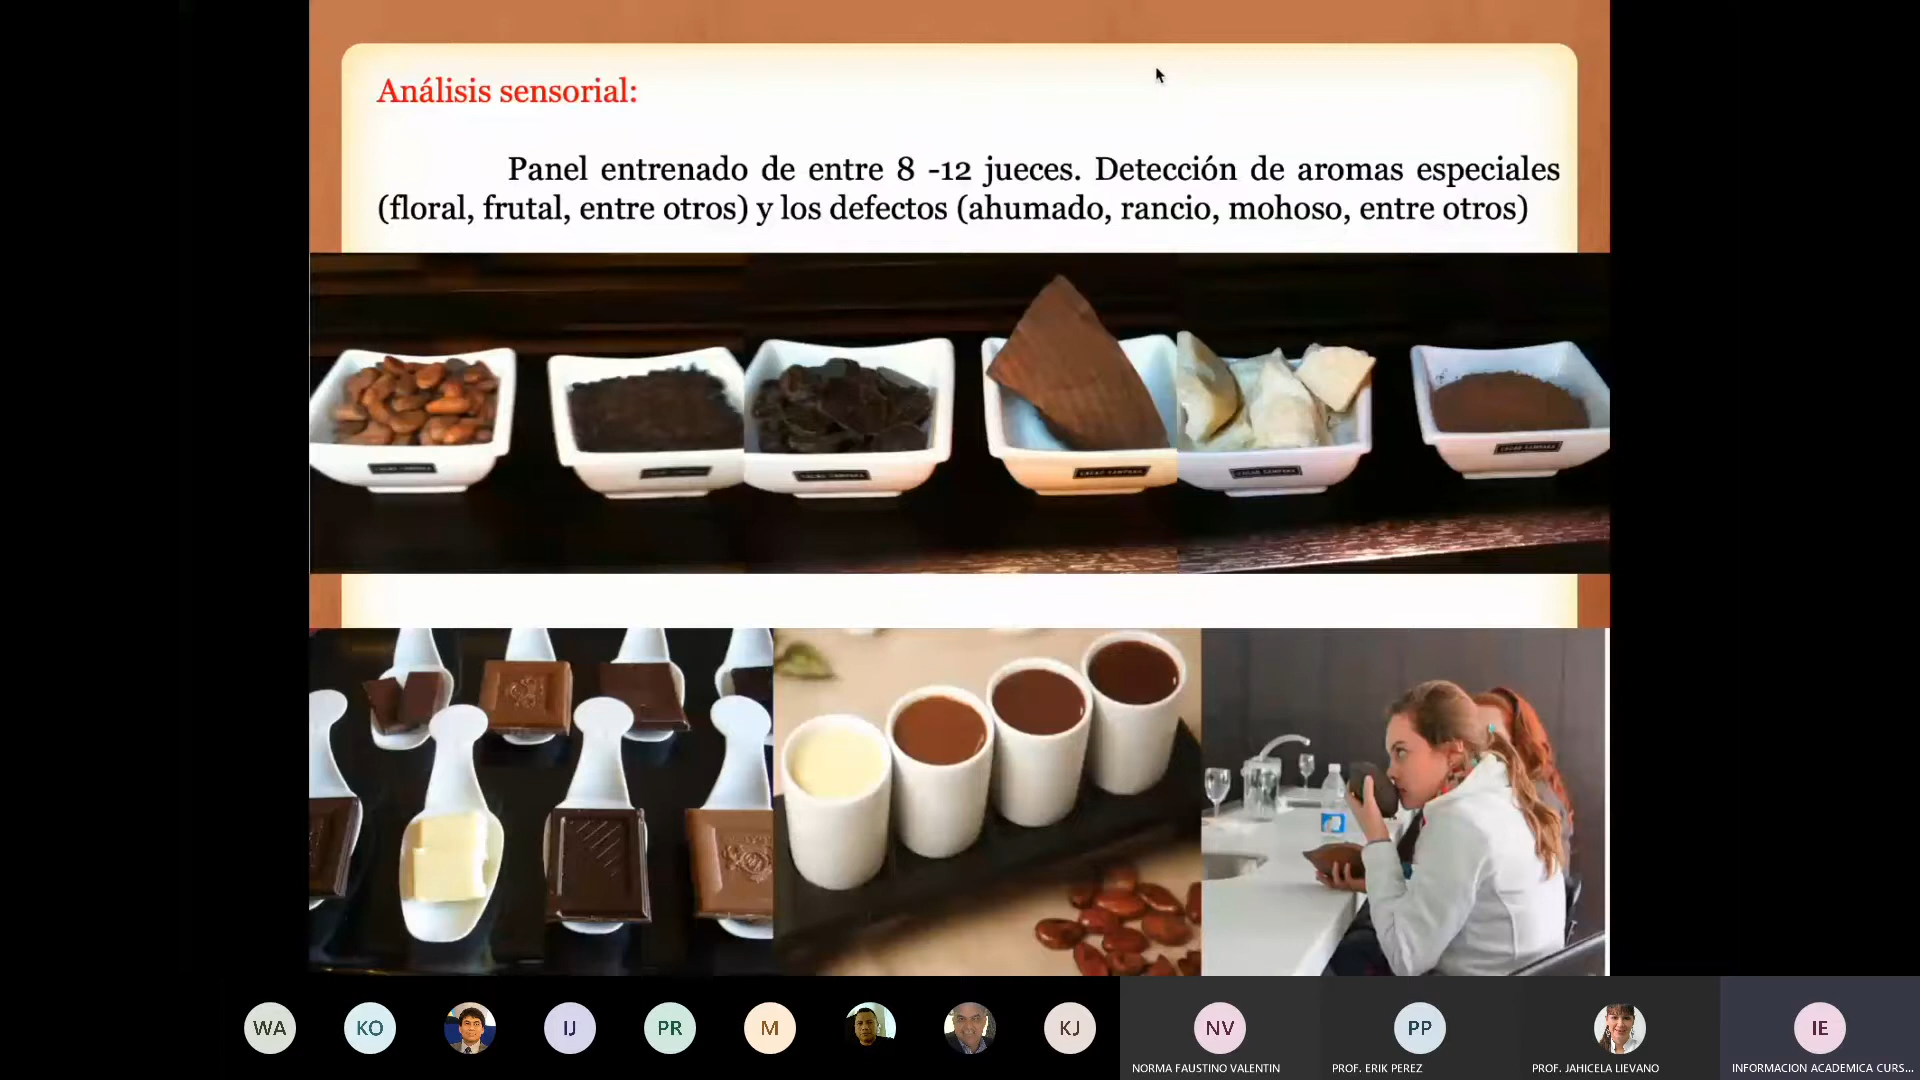 Análisis sensorial:
Panel entrenado de entre 8 -12 jueces. Detección de aromas especiales
(floral, frutal, entre otros) y los defectos (ahumado, rancio, mohoso, entre otros)
WA KO IJ PR M KJ NV PP IE
NORMA FAUSTINO VALENTIN PROF. ERIK PEREZ PROF. JAHICELA LIEVANO INFORMACION ACADEMICA CURS...